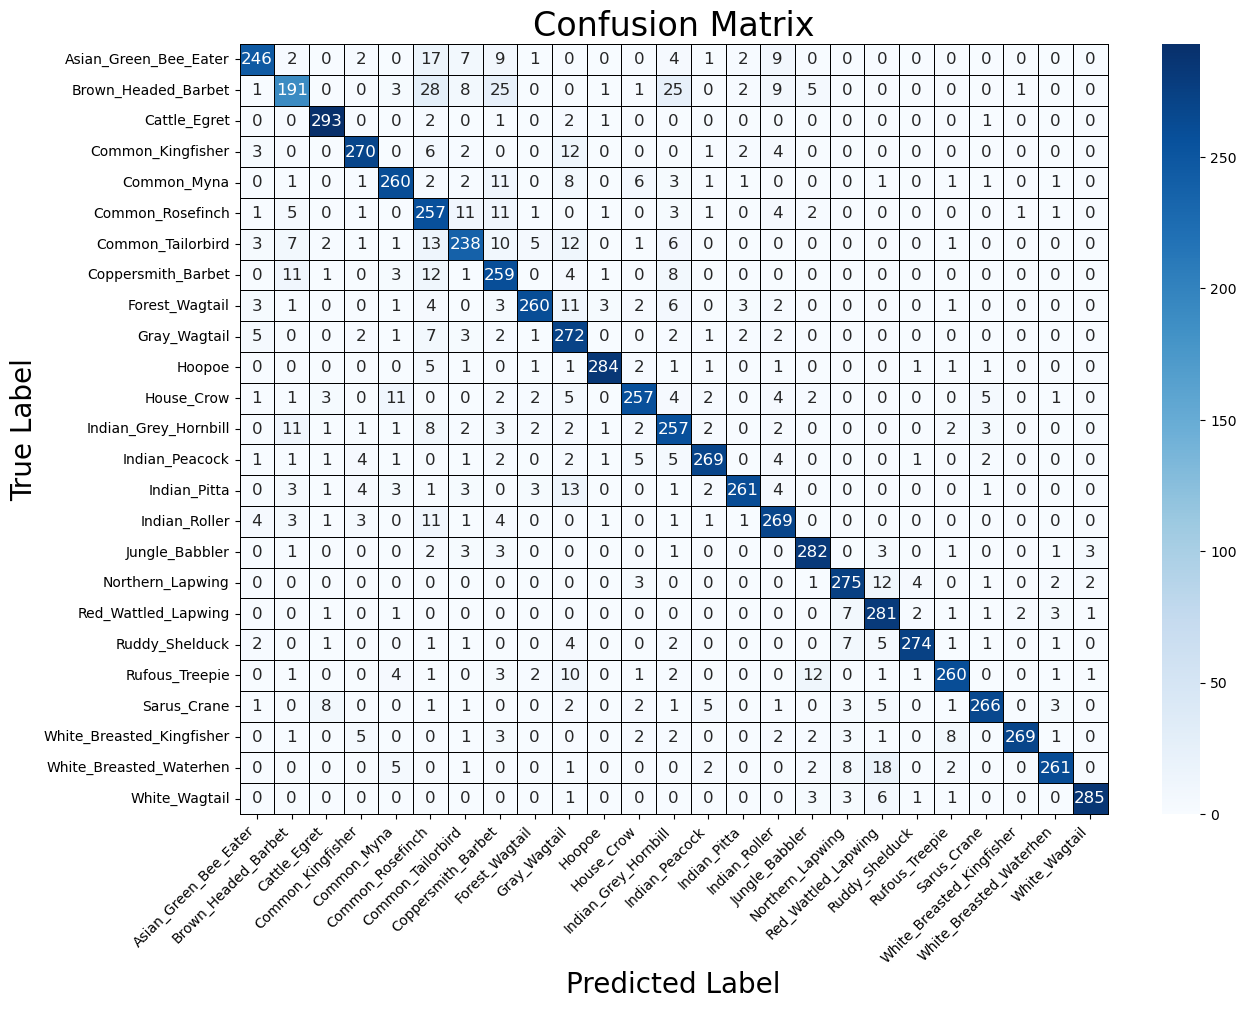 Confusion Matrix
Asian_Green_Bee_Eater 246 2 0 2 0 17 7 9 1 0 0 0 4 1 2 9 0 0 0 0 0 0 0 0 0
Brown_Headed_Barbet 1 191 0 0 3 28 8 25 0 0 1 1 25 0 2 9 5 0 0 0 0 0 1 0 0
Cattle_Egret 0 0 293 0 0 2 0 1 0 2 1 0 0 0 0 0 0 0 0 0 0 1 0 0 0
Common_Kingfisher 3 0 0 270 0 6 2 0 0 12 0 0 0 1 2 4 0 0 0 0 0 0 0 0 0
Common_Myna 0 1 0 1 260 2 2 11 0 8 0 6 3 1 1 0 0 0 1 0 1 1 0 1 0
Common_Rosefinch 1 5 0 1 0 257 11 11 1 0 1 0 3 1 0 4 2 0 0 0 0 0 1 1 0
Common_Tailorbird 3 7 2 1 1 13 238 10 5 12 0 1 6 0 0 0 0 0 0 0 1 0 0 0 0
Coppersmith_Barbet 0 11 1 0 3 12 1 259 0 4 1 0 8 0 0 0 0 0 0 0 0 0 0 0 0
Forest_Wagtail 3 1 0 0 1 4 0 3 260 11 3 2 6 0 3 2 0 0 0 0 1 0 0 0 0
Gray_Wagtail 5 0 0 2 1 7 3 2 1 272 0 0 2 1 2 2 0 0 0 0 0 0 0 0 0
Hoopoe 0 0 0 0 0 5 1 0 1 1 284 2 1 1 0 1 0 0 0 1 1 1 0 0 0
House_Crow 1 1 3 0 11 0 0 2 2 5 0 257 4 2 0 4 2 0 0 0 0 5 0 1 0
Indian_Grey_Hornbill 0 11 1 1 1 8 2 3 2 2 1 2 257 2 0 2 0 0 0 0 2 3 0 0 0
Indian_Peacock 1 1 1 4 1 0 1 2 0 2 1 5 5 269 0 4 0 0 0 1 0 2 0 0 0
Indian_Pitta 0 3 1 4 3 1 3 0 3 13 0 0 1 2 261 4 0 0 0 0 0 1 0 0 0
Indian_Roller 4 3 1 3 0 11 1 4 0 0 1 0 1 1 1 269 0 0 0 0 0 0 0 0 0
Jungle_Babbler 0 1 0 0 0 2 3 3 0 0 0 0 1 0 0 0 282 0 3 0 1 0 0 1 3
Northern_Lapwing 0 0 0 0 0 0 0 0 0 0 0 3 0 0 0 0 1 275 12 4 0 1 0 2 2
Red_Wattled_Lapwing 0 0 1 0 1 0 0 0 0 0 0 0 0 0 0 0 0 7 281 2 1 1 2 3 1
Ruddy_Shelduck 2 0 1 0 0 1 1 0 0 4 0 0 2 0 0 0 0 7 5 274 1 1 0 1 0
Rufous_Treepie 0 1 0 0 4 1 0 3 2 10 0 1 2 0 0 0 12 0 1 1 260 0 0 1 1
Sarus_Crane 1 0 8 0 0 1 1 0 0 2 0 2 1 5 0 1 0 3 5 0 1 266 0 3 0
White_Breasted_Kingfisher 0 1 0 5 0 0 1 3 0 0 0 2 2 0 0 2 2 3 1 0 8 0 269 1 0
White_Breasted_Waterhen 0 0 0 0 5 0 1 0 0 1 0 0 0 2 0 0 2 8 18 0 2 0 0 261 0
White_Wagtail 0 0 0 0 0 0 0 0 0 1 0 0 0 0 0 0 3 3 6 1 1 0 0 0 285
Asian_Green_Bee_Eater
Brown_Headed_Barbet
Cattle_Egret
Common_Kingfisher
Common_Myna
Common_Rosefinch
Common_Tailorbird
Coppersmith_Barbet
Forest_Wagtail
Gray_Wagtail
Hoopoe
House_Crow
Indian_Grey_Hornbill
Indian_Peacock
Indian_Pitta
Indian_Roller
Jungle_Babbler
Northern_Lapwing
Red_Wattled_Lapwing
Ruddy_Shelduck
Rufous_Treepie
Sarus_Crane
White_Breasted_Kingfisher
White_Breasted_Waterhen
White_Wagtail
Predicted Label
True Label
250
200
150
100
50
0